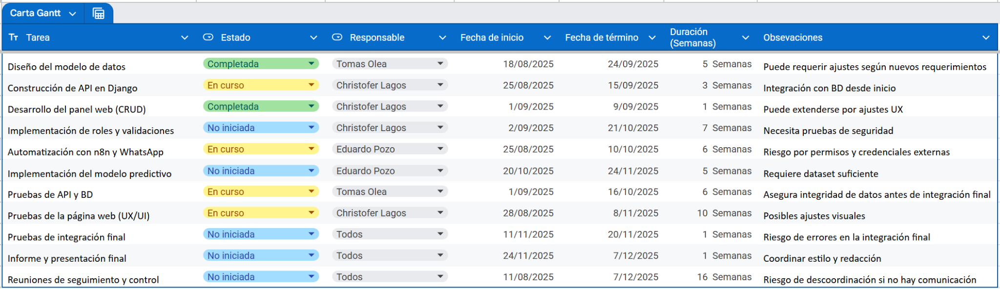 Carta Gantt
Tт Tarea Estado Responsable Fecha de inicio Fecha de término Duración (Semanas) Obsevaciones
Diseño del modelo de datos Completada Tomas Olea 18/08/2025 24/09/2025 5 Semanas Puede requerir ajustes según nuevos requerimientos
Construcción de API en Django En curso Christofer Lagos 25/08/2025 15/09/2025 3 Semanas Integración con BD desde inicio
Desarrollo del panel web (CRUD) Completada Christofer Lagos 1/09/2025 9/09/2025 1 Semanas Puede extenderse por ajustes UX
Implementación de roles y validaciones No iniciada Christofer Lagos 2/09/2025 21/10/2025 7 Semanas Necesita pruebas de seguridad
Automatización con n8n y WhatsApp En curso Eduardo Pozo 25/08/2025 10/10/2025 6 Semanas Riesgo por permisos y credenciales externas
Implementación del modelo predictivo No iniciada Eduardo Pozo 20/10/2025 24/11/2025 5 Semanas Requiere dataset suficiente
Pruebas de API y BD En curso Tomas Olea 1/09/2025 16/10/2025 6 Semanas Asegura integridad de datos antes de integración final
Pruebas de la página web (UX/UI) En curso Christofer Lagos 28/08/2025 8/11/2025 10 Semanas Posibles ajustes visuales
Pruebas de integración final No iniciada Todos 11/11/2025 20/11/2025 1 Semanas Riesgo de errores en la integración final
Informe y presentación final No iniciada Todos 24/11/2025 7/12/2025 1 Semanas Coordinar estilo y redacción
Reuniones de seguimiento y control No iniciada Todos 11/08/2025 7/12/2025 16 Semanas Riesgo de descoordinación si no hay comunicación